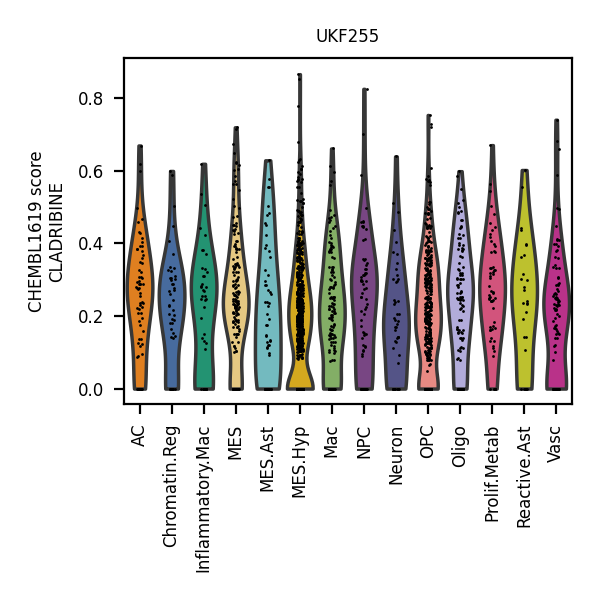 UKF255
CHEMBL1619 score
CLADRIBINE
0.8
0.6
0.4
0.2
0.0
AC
Chromatin.Reg
Inflammatory.Mac
MES
MES.Ast
MES.Hyp
Mac
NPC
Neuron
OPC
Oligo
Prolif.Metab
Reactive.Ast
Vasc